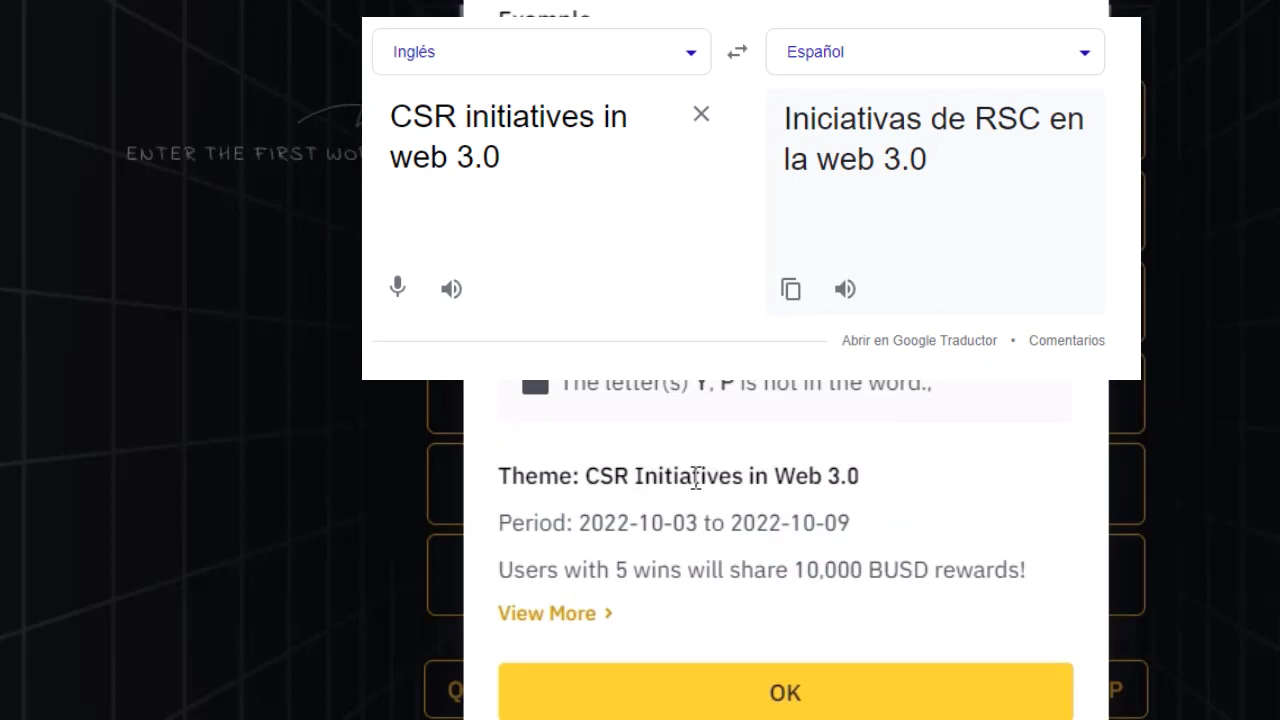 Example
Inglés
Español
CSR initiatives in
web 3.0
Iniciativas de RSC en
la web 3.0
ENTER THE FIRST
Abrir en Google Traductor • Comentarios
The letter(s) Y, P is not in the word.,
Theme: CSR Initiatives in Web 3.0
Period: 2022-10-03 to 2022-10-09
Users with 5 wins will share 10,000 BUSD rewards!
View More >
Q
OK
P